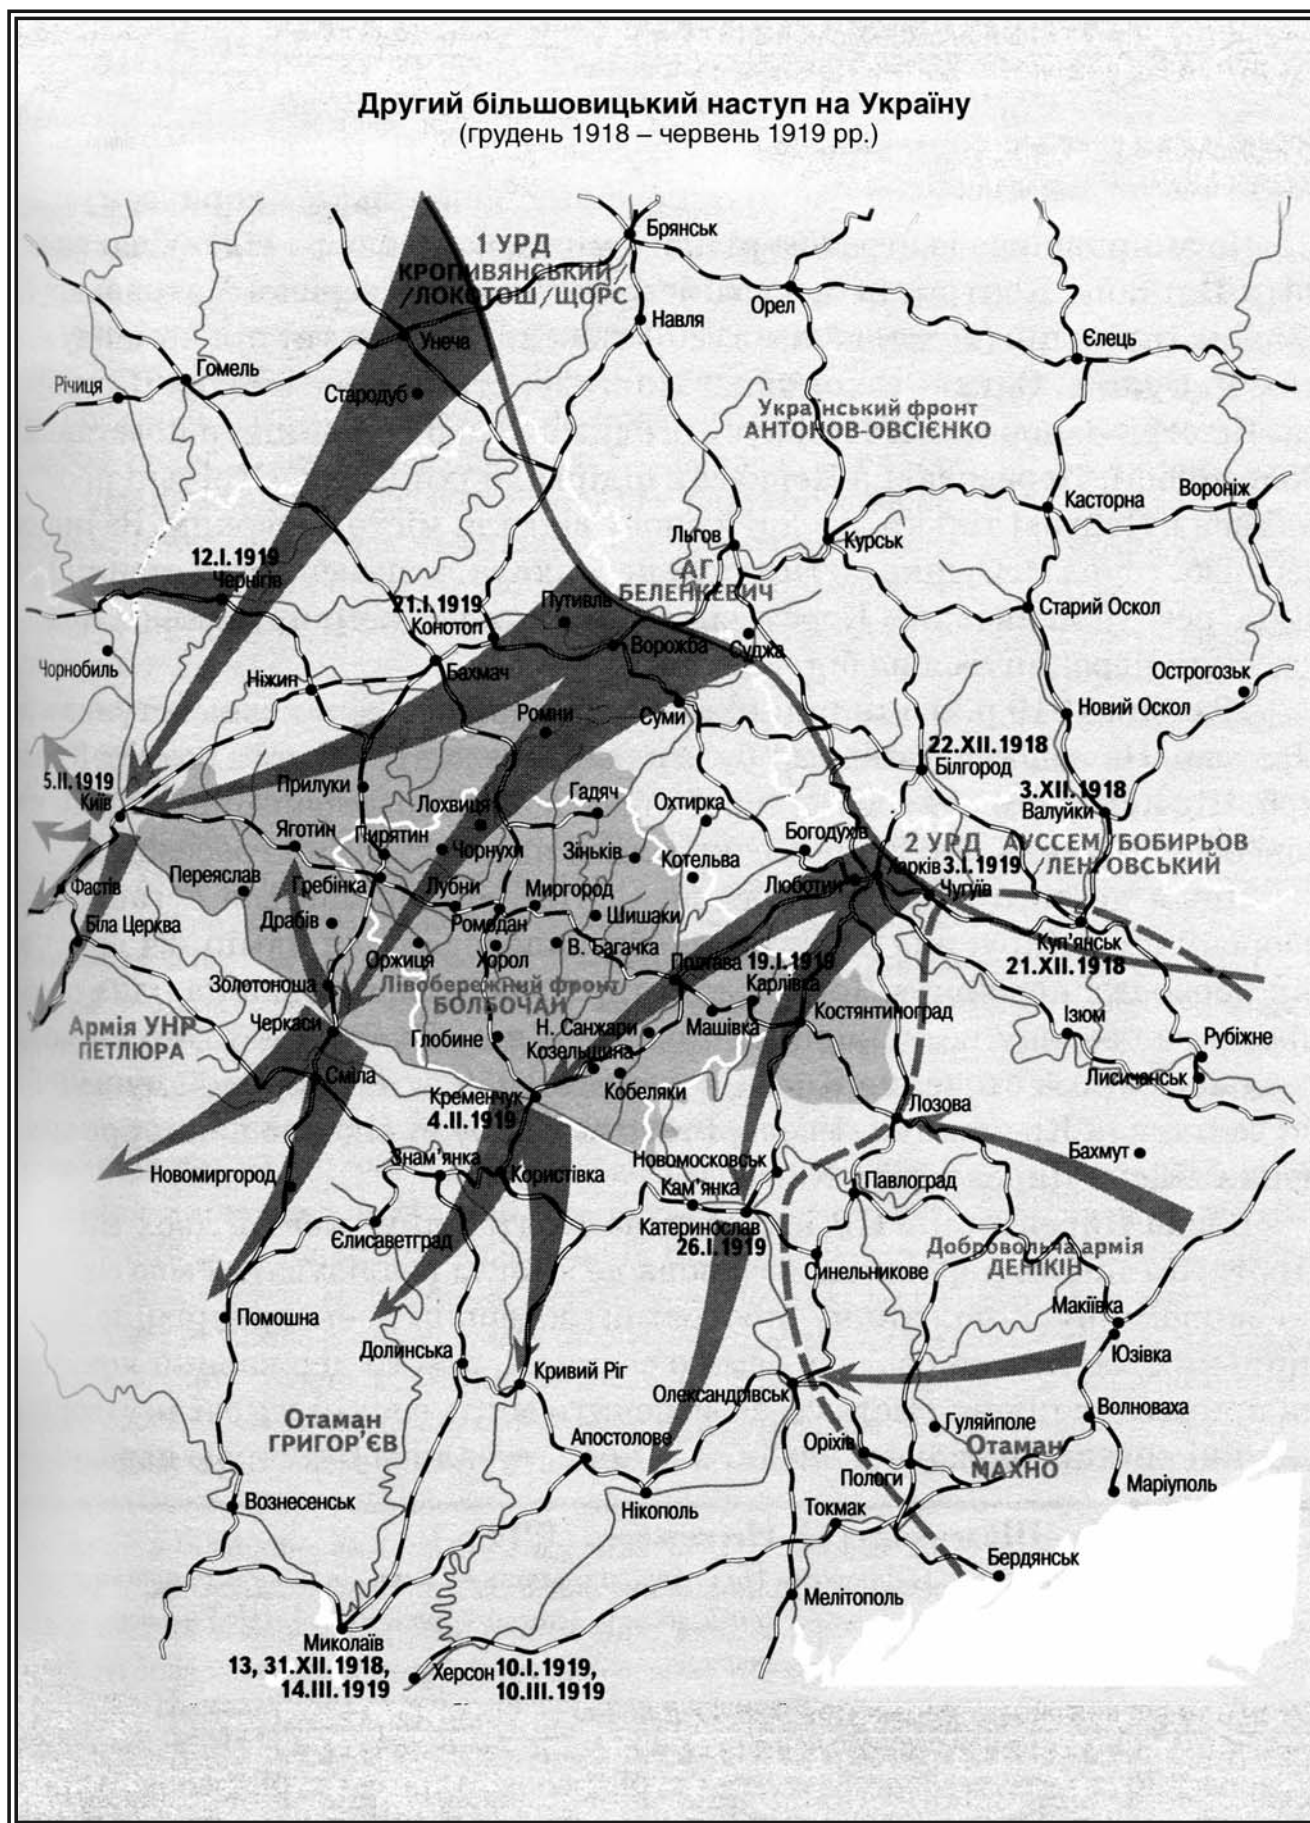 Другий більшовицький наступ на Україну
(грудень 1918 – червень 1919 рр.)
Брянськ
1 УРД
КРОПИВЯНСЬКИЙ/
/ЛОКОТОШ/ЩОРС
Орел
Навля
Унеча
Єлець
Гомель
Річиця
Стародуб
Український фронт
АНТОНОВ-ОВСІЄНКО
Касторна
Вороніж
Льгов
Курськ
12.І.1919
Чернігів
АГ
БЕЛЕНКЕВИЧ
21.І.1919
Конотоп
Путивль
Старий Оскол
Ворожба
Суджа
Чорнобиль
Бахмач
Ніжин
Острогозьк
Новий Оскол
Ромни
Суми
22.XII.1918
Білгород
5.ІІ.1919
Київ
Прилуки
3.XII.1918
Валуйки
Лохвиця
Гадяч
Охтирка
Яготин
Пирятин
Чорнухи
Зіньків
Котельва
Богодухів
2 УРД
АУССЕМ/БОБИРЬОВ
/ЛЕНГОВСЬКИЙ
Харків 3.І.1919
Фастів
Переяслав
Гребінка
Лубни
Миргород
Люботин
Чугуїв
Біла Церква
Драбів
Ромодан
Шишаки
Оржиця
Хорол
В. Багачка
Куп’янськ
21.XII.1918
Полтава 19.І.1919
Карлівка
Золотоноша
Лівобережний фронт
БОЛБОЧАН
Армія УНР
ПЕТЛЮРА
Черкаси
Глобине
Н. Санжари
Машівка
Костянтиноград
Ізюм
Рубіжне
Козельщина
Лисичанськ
Сміла
Кременчук
4.ІІ.1919
Кобеляки
Лозова
Бахмут
Новомиргород
Знам’янка
Користівка
Новомосковськ
Павлоград
Кам’янка
Катеринослав
26.І.1919
Єлисаветград
Добровольча армія
ДЕНІКІН
Синельникове
Помошна
Макіївка
Юзівка
Долинська
Кривий Ріг
Олександрівськ
Отаман
ГРИГОР’ЄВ
Гуляйполе
Волноваха
Апостолове
Оріхів
Отаман
МАХНО
Пологи
Вознесенськ
Нікополь
Токмак
Маріуполь
Бердянськ
Мелітополь
Миколаїв
13, 31.XII.1918,
14.III.1919
Херсон 10.І.1919,
10.III.1919